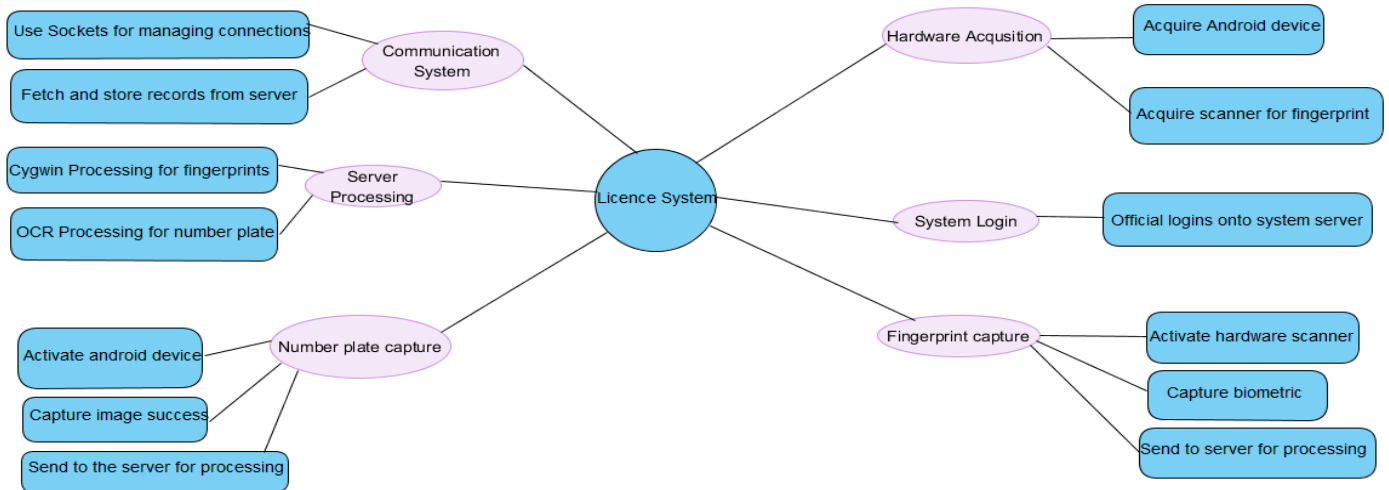 Use Sockets for managing connections
Fetch and store records from server
Communication
System
Cygwin Processing for fingerprints
OCR Processing for number plate
Server
Processing
Activate android device
Capture image success
Send to the server for processing
Number plate capture
Licence System
Hardware Acqusition
Acquire Android device
Acquire scanner for fingerprint
System Login
Official logins onto system server
Fingerprint capture
Activate hardware scanner
Capture biometric
Send to server for processing